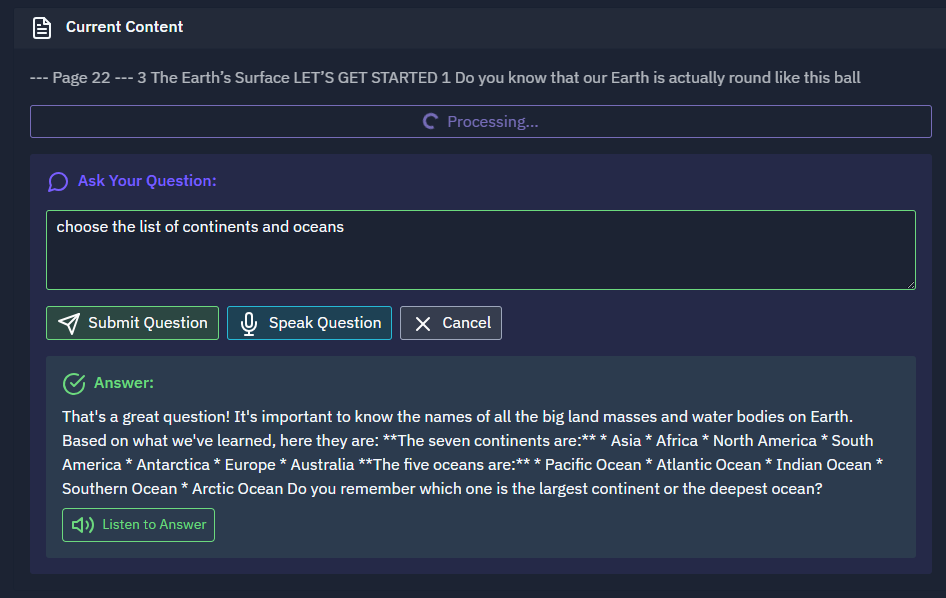 Current Content
--- Page 22 --- 3 The Earth’s Surface LET’S GET STARTED 1 Do you know that our Earth is actually round like this ball
Processing...
Ask Your Question:
choose the list of continents and oceans
Submit Question Speak Question Cancel
Answer:
That's a great question! It's important to know the names of all the big land masses and water bodies on Earth.
Based on what we've learned, here they are: **The seven continents are:** * Asia * Africa * North America * South
America * Antarctica * Europe * Australia **The five oceans are:** * Pacific Ocean * Atlantic Ocean * Indian Ocean *
Southern Ocean * Arctic Ocean Do you remember which one is the largest continent or the deepest ocean?
Listen to Answer